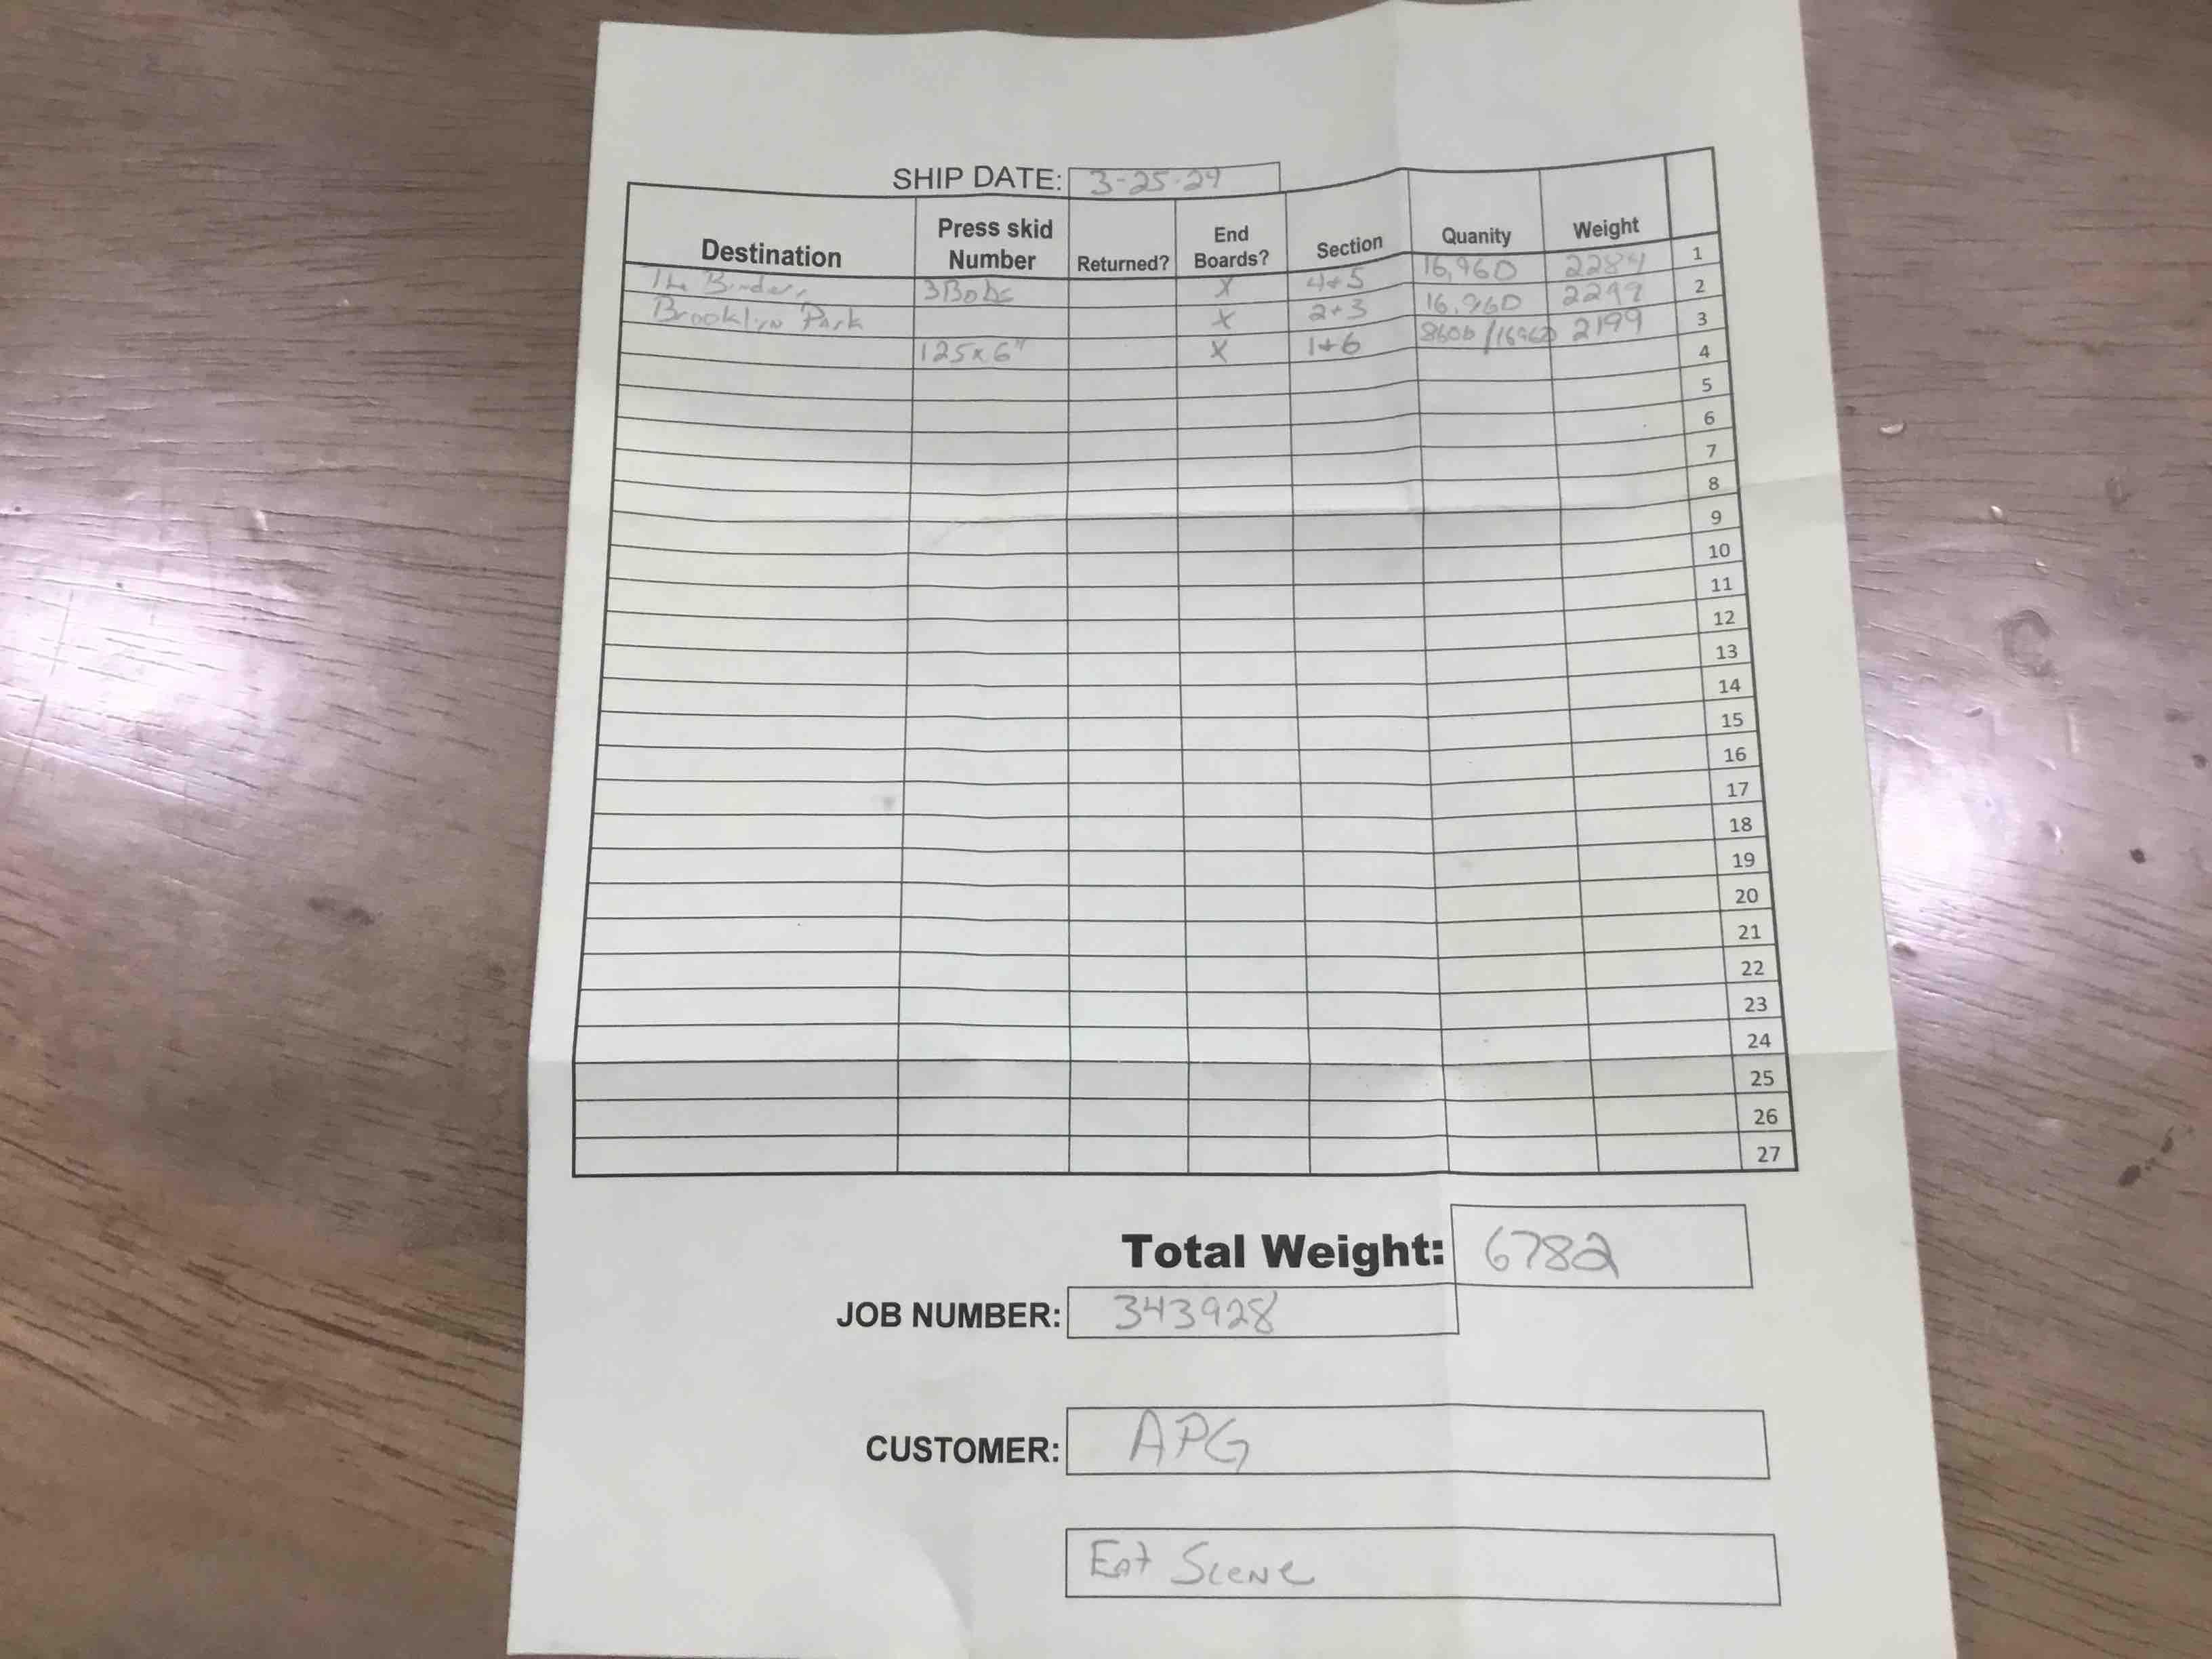 SHIP DATE: 3-25-24
Destination Press skid Number Returned? End Boards? Section Quanity Weight
The 3Bobs X 4+5 16,960 2284 1
Brooklyn Park X 2+3 16,960 2299 2
125x6" X 1+6 2199 3
4
5
6
7
8
9
10
11
12
13
14
15
16
17
18
19
20
21
22
23
24
25
26
27
Total Weight: 6782
JOB NUMBER: 343928
CUSTOMER: APG
Eat Scene